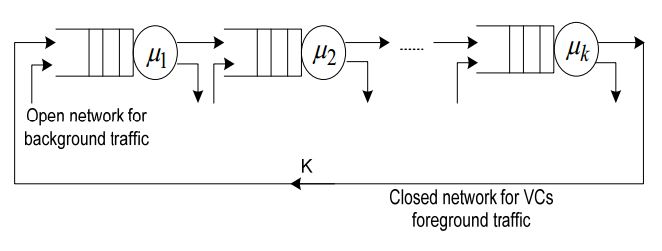 μ1
μ2
......
μk
Open network for
background traffic
K
Closed network for VCs
foreground traffic